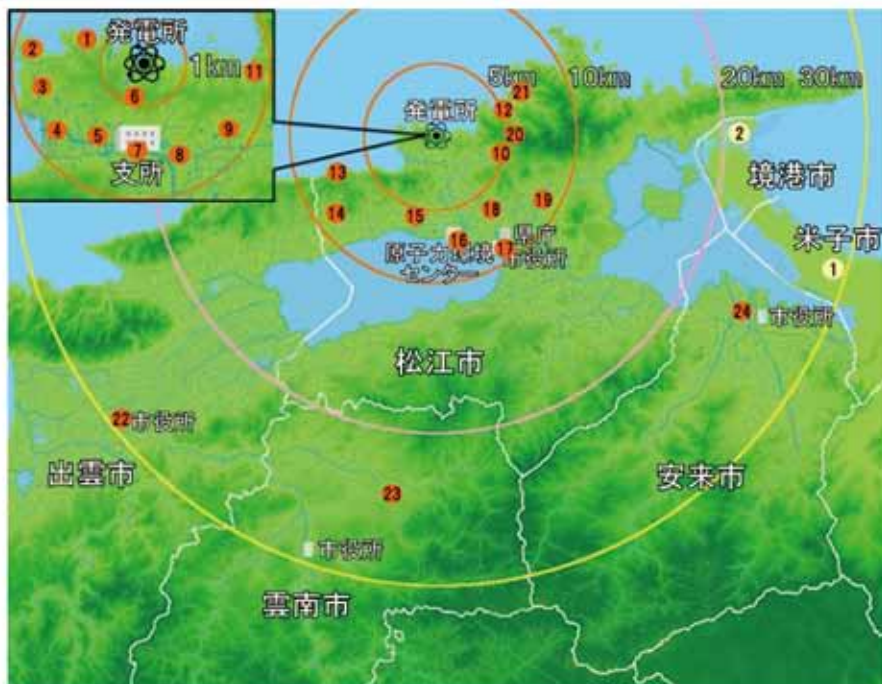 発電所
1km
1
2
3
4
5
6
7
8
9
11
支所
5km
10km
20km
30km
発電所
21
12
20
10
2
境港市
米子市
1
13
14
15
18
19
16
17
県庁
市役所
原子力環境
センター
24
市役所
松江市
22
市役所
出雲市
23
安来市
市役所
雲南市